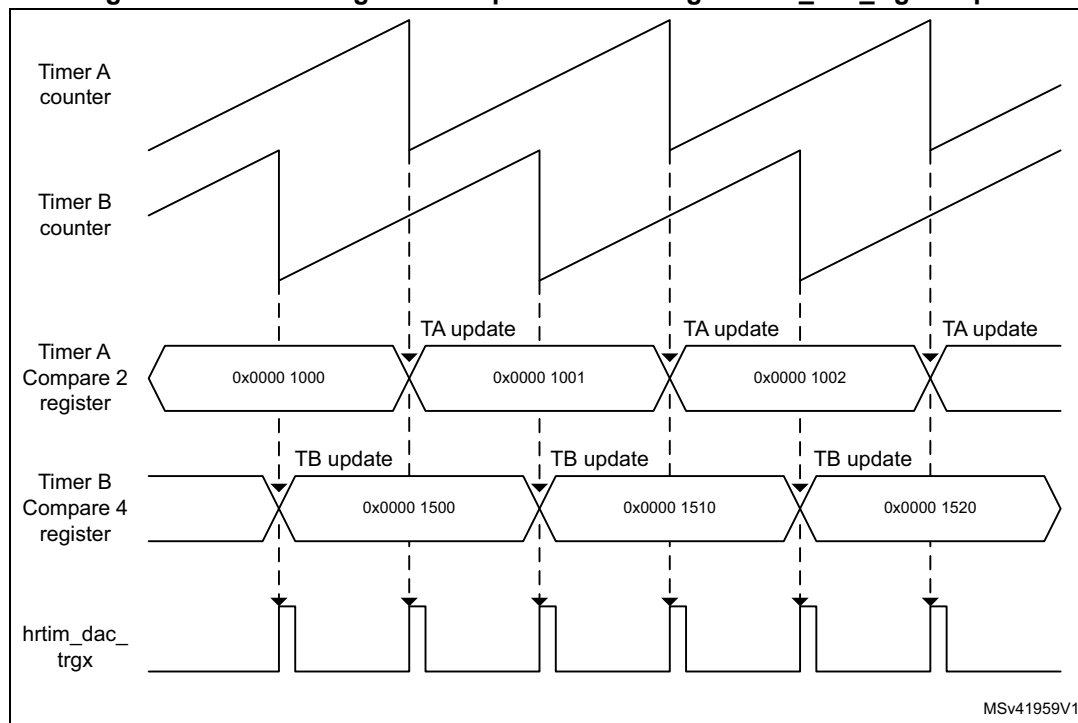 Timer A
counter
Timer B
counter
TA update
TA update
TA update
Timer A
Compare 2
register
0x0000 1000
0x0000 1001
0x0000 1002
TB update
TB update
TB update
Timer B
Compare 4
register
0x0000 1500
0x0000 1510
0x0000 1520
hrtim_dac_
trgx
MSv41959V1